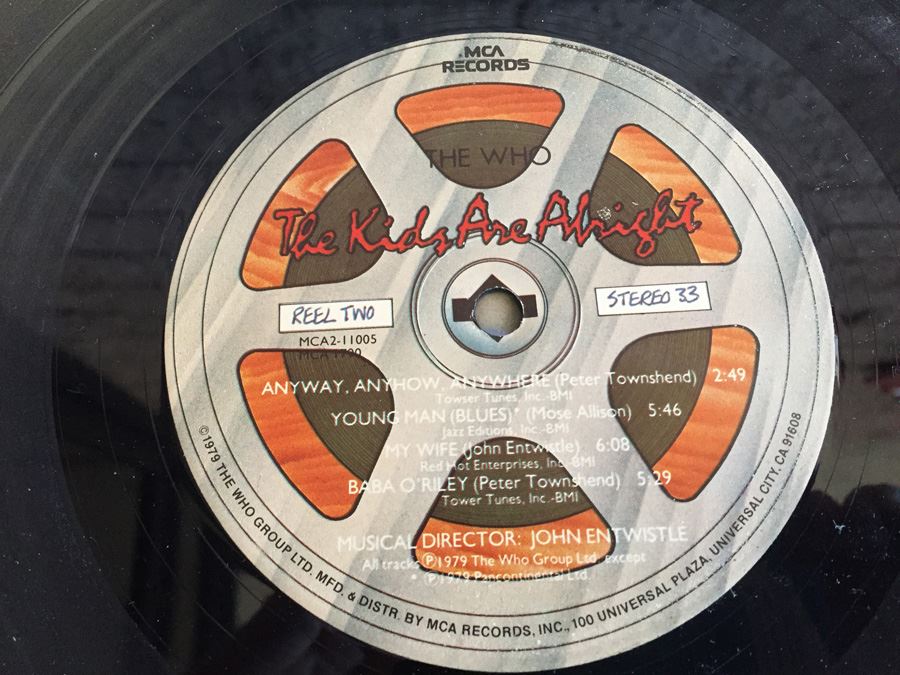 MCA
RECORDS
THE WHO
The Kids Are Alright
REEL TWO
STEREO 33
MCA2-11005
ANYWAY, ANYHOW, ANYWHERE (Peter Townshend) 2:49
Towser Tunes, Inc.-BMI
YOUNG MAN (BLUES)* (Mose Allison) 5:46
Jazz Editions, Inc.-BMI
MY WIFE (John Entwistle) 6:08
Red Hot Enterprises, Inc.-BMI
BABA O'RILEY (Peter Townshend) 5:29
Tower Tunes, Inc.-BMI
MUSICAL DIRECTOR: JOHN ENTWISTLE
All tracks Ⓟ1979 The Who Group Ltd. except
* Ⓟ1979 Pancontinental Ltd.
©1979 THE WHO GROUP LTD. MFD. & DISTR. BY MCA RECORDS, INC., 100 UNIVERSAL PLAZA, UNIVERSAL CITY, CA 91608